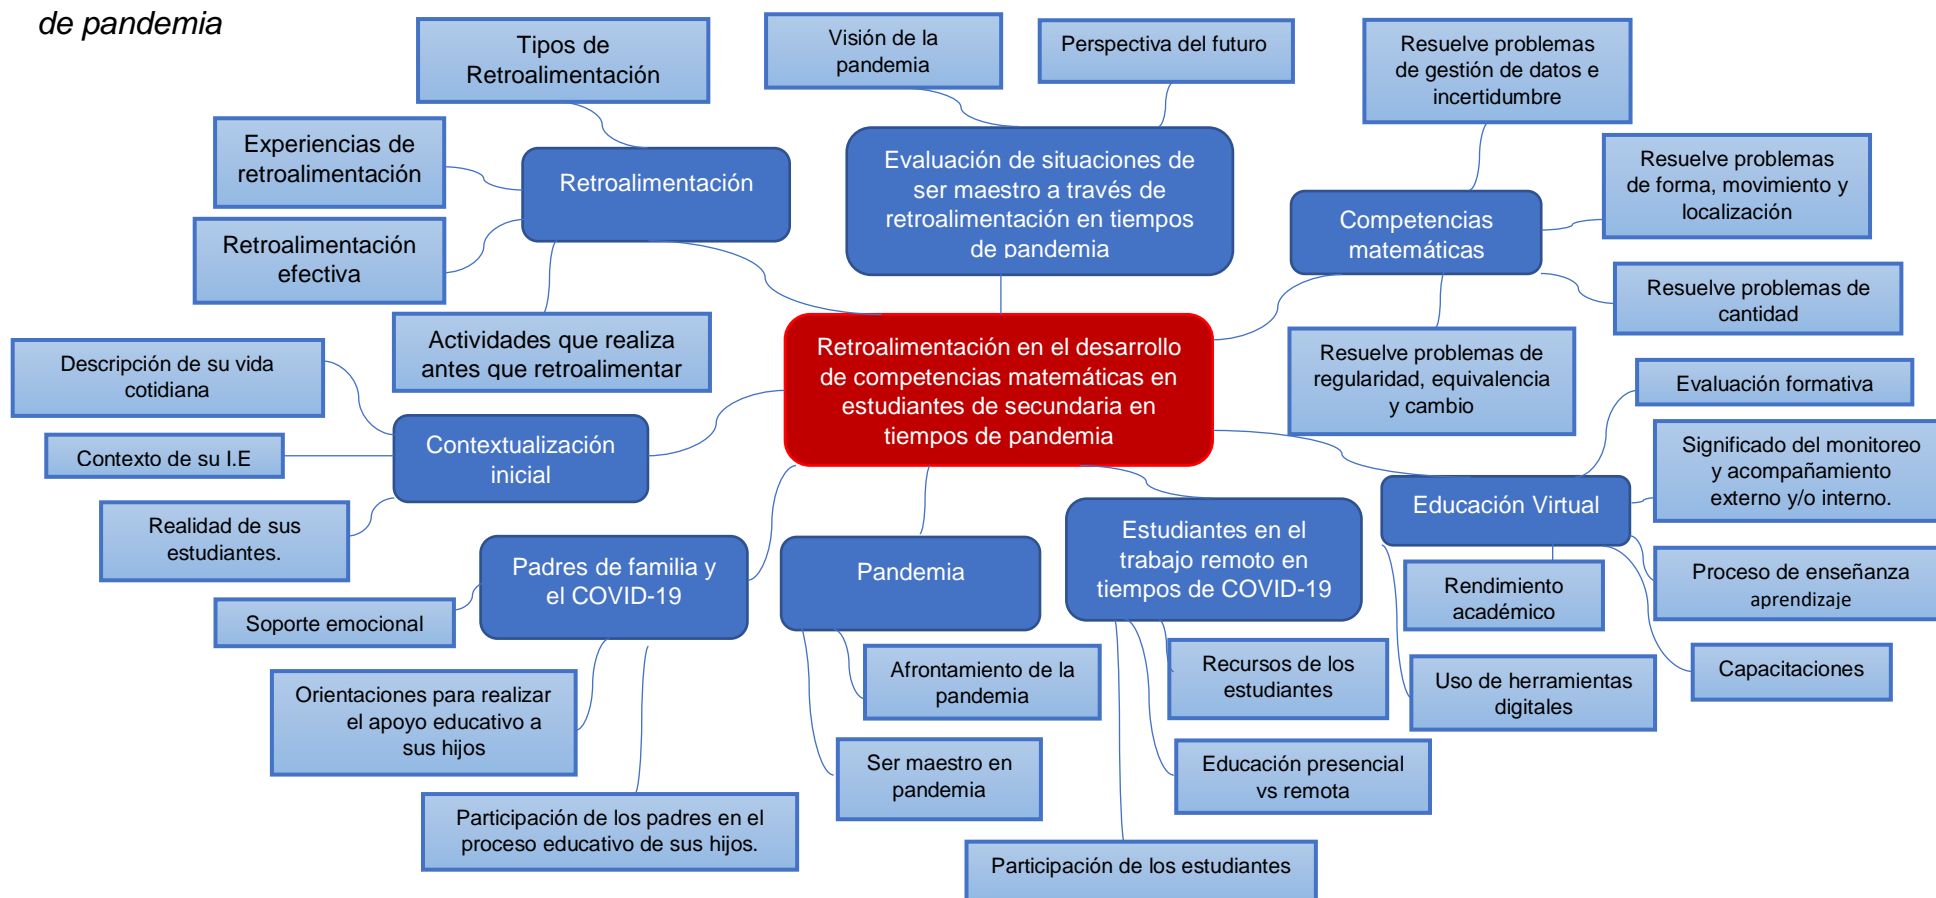 de pandemia
Tipos de
Retroalimentación
Visión de la
pandemia
Perspectiva del futuro
Resuelve problemas
de gestión de datos e
incertidumbre
Experiencias de
retroalimentación
Retroalimentación
Evaluación de situaciones de
ser maestro a través de
retroalimentación en tiempos
de pandemia
Resuelve problemas
de forma, movimiento y
localización
Competencias
matemáticas
Retroalimentación
efectiva
Resuelve problemas de
cantidad
Actividades que realiza
antes que retroalimentar
Retroalimentación en el desarrollo
de competencias matemáticas en
estudiantes de secundaria en
tiempos de pandemia
Resuelve problemas de
regularidad, equivalencia
y cambio
Descripción de su vida
cotidiana
Evaluación formativa
Contextualización
inicial
Contexto de su I.E
Significado del monitoreo
y acompañamiento
externo y/o interno.
Educación Virtual
Realidad de sus
estudiantes.
Padres de familia y
el COVID-19
Pandemia
Estudiantes en el
trabajo remoto en
tiempos de COVID-19
Rendimiento
académico
Proceso de enseñanza
aprendizaje
Soporte emocional
Afrontamiento de la
pandemia
Recursos de los
estudiantes
Uso de herramientas
digitales
Capacitaciones
Orientaciones para realizar
el apoyo educativo a
sus hijos
Ser maestro en
pandemia
Educación presencial
vs remota
Participación de los padres en el
proceso educativo de sus hijos.
Participación de los estudiantes